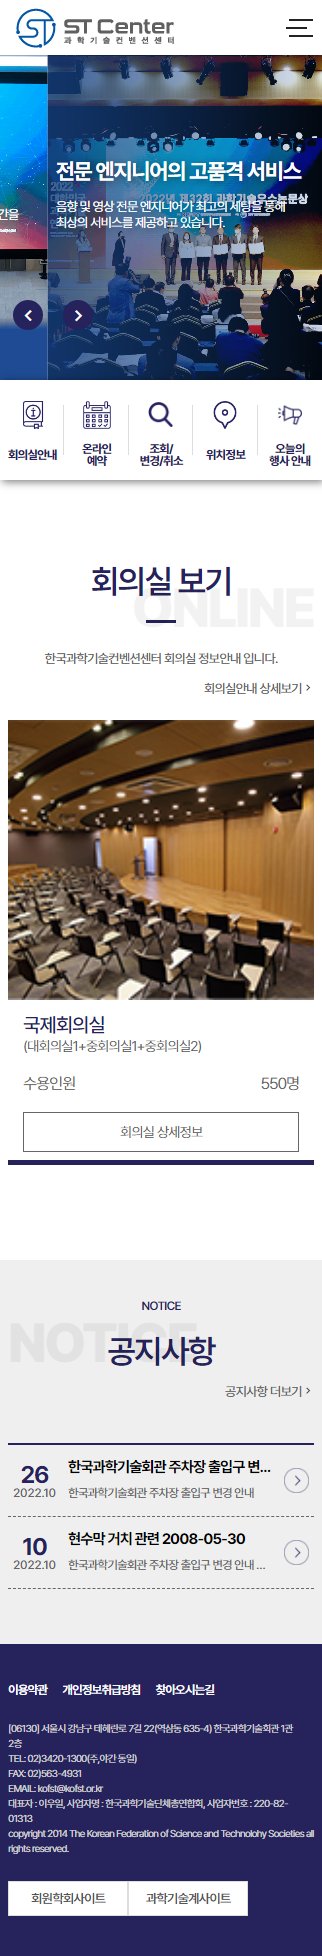 ST Center
과학기술컨벤션센터
전문 엔지니어의 고품격 서비스
간을
음향 및 영상 전문 엔지니어가 최고의 세팅을 통해
최상의 서비스를 제공하고 있습니다.
회의실안내
온라인
예약
조회/
변경/취소
위치정보
오늘의
행사 안내
ONLINE
회의실 보기
한국과학기술컨벤션센터 회의실 정보안내 입니다.
회의실안내 상세보기 >
국제회의실
(대회의실1+중회의실1+중회의실2)
수용인원 550명
회의실 상세정보
NOTICE
NOTICE
공지사항
공지사항 더보기 >
26
2022.10
한국과학기술회관 주차장 출입구 변...
한국과학기술회관 주차장 출입구 변경 안내
10
2022.10
현수막 거치 관련 2008-05-30
한국과학기술회관 주차장 출입구 변경 안내 ...
이용약관 개인정보취급방침 찾아오시는길
[06130] 서울시 강남구 테헤란로 7길 22(역삼동 635-4) 한국과학기술회관 1관
2층
TEL: 02)3420-1300(주,야간 동일)
FAX: 02)563-4931
EMAIL: kofst@kofst.or.kr
대표자 : 이우일, 사업자명 : 한국과학기술단체총연합회, 사업자번호 : 220-82-
01313
copyright 2014 The Korean Federation of Science and Technolohy Societies all
rights reserved.
회원학회사이트 과학기술계사이트